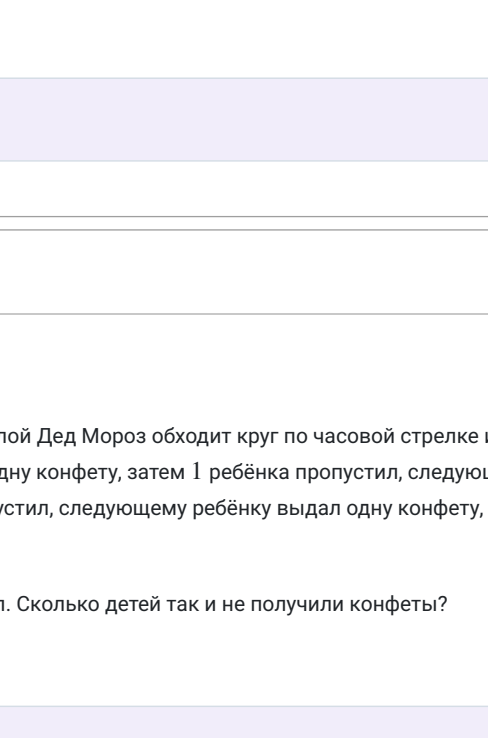 лой Дед Мороз обходит круг по часовой стрелке и
дну конфету, затем 1 ребёнка пропустил, следующ
устил, следующему ребёнку выдал одну конфету,
л. Сколько детей так и не получили конфеты?